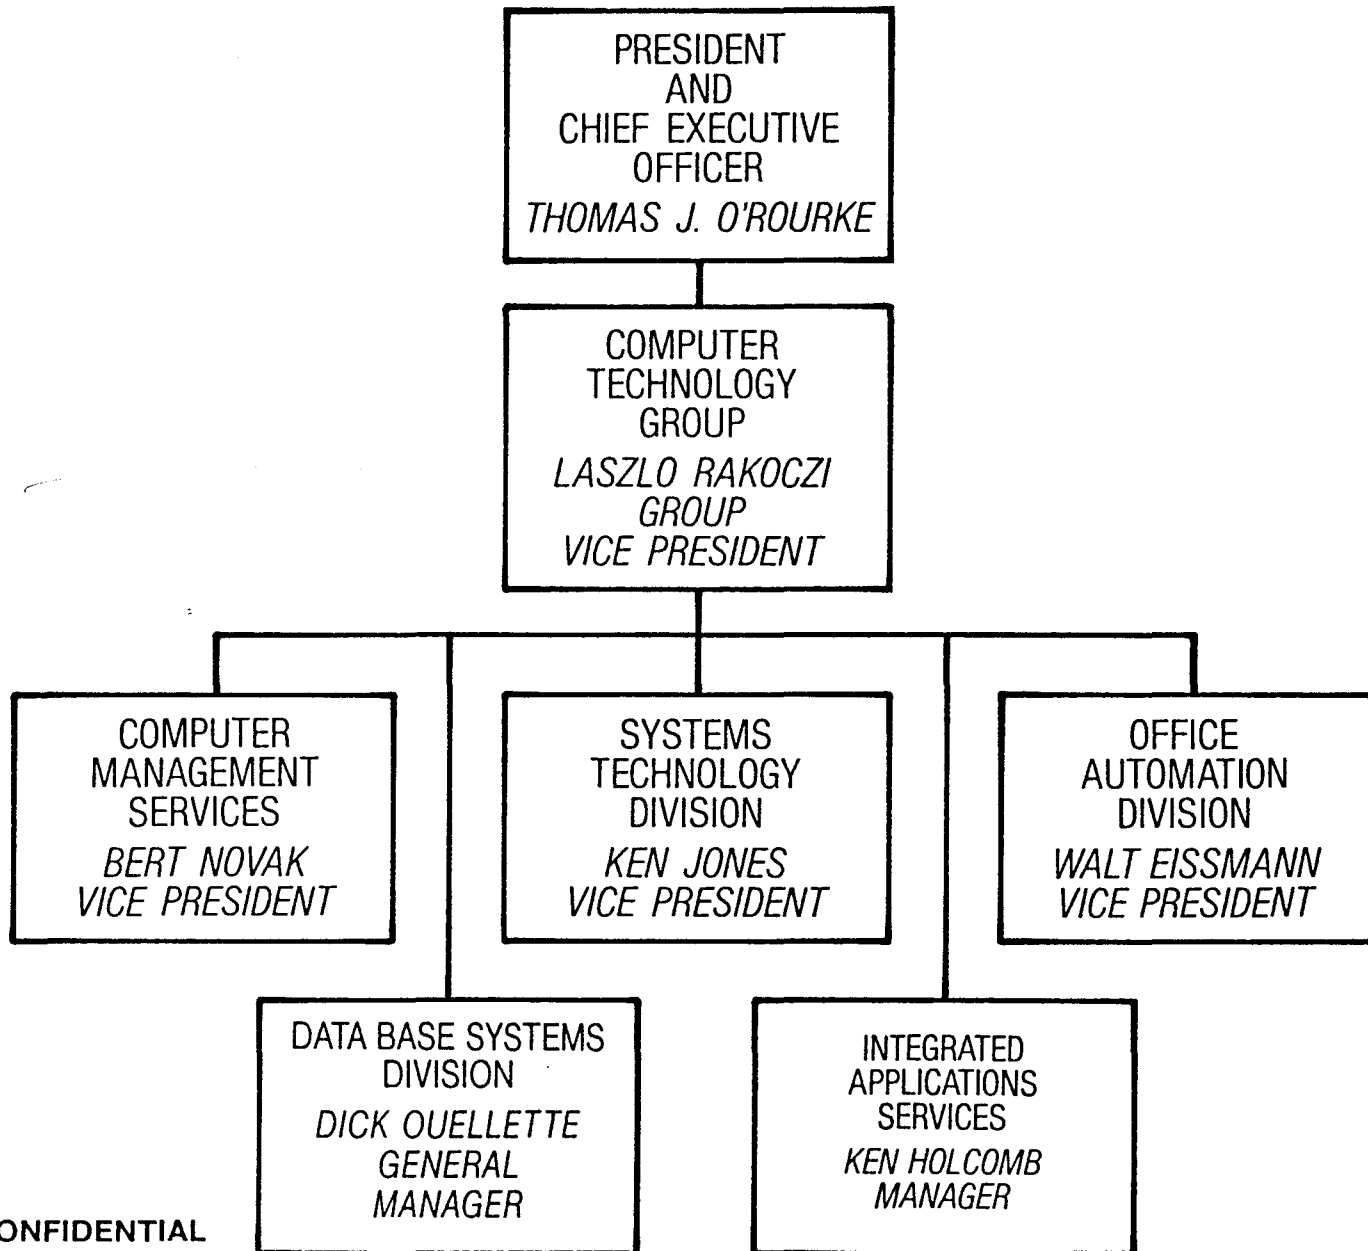 PRESIDENT
AND
CHIEF EXECUTIVE
OFFICER
THOMAS J. O'ROURKE
COMPUTER
TECHNOLOGY
GROUP
LASZLO RAKOCZI
GROUP
VICE PRESIDENT
COMPUTER
MANAGEMENT
SERVICES
BERT NOVAK
VICE PRESIDENT
SYSTEMS
TECHNOLOGY
DIVISION
KEN JONES
VICE PRESIDENT
OFFICE
AUTOMATION
DIVISION
WALT EISSMANN
VICE PRESIDENT
DATA BASE SYSTEMS
DIVISION
DICK OUELLETTE
GENERAL
MANAGER
INTEGRATED
APPLICATIONS
SERVICES
KEN HOLCOMB
MANAGER
ONFIDENTIAL